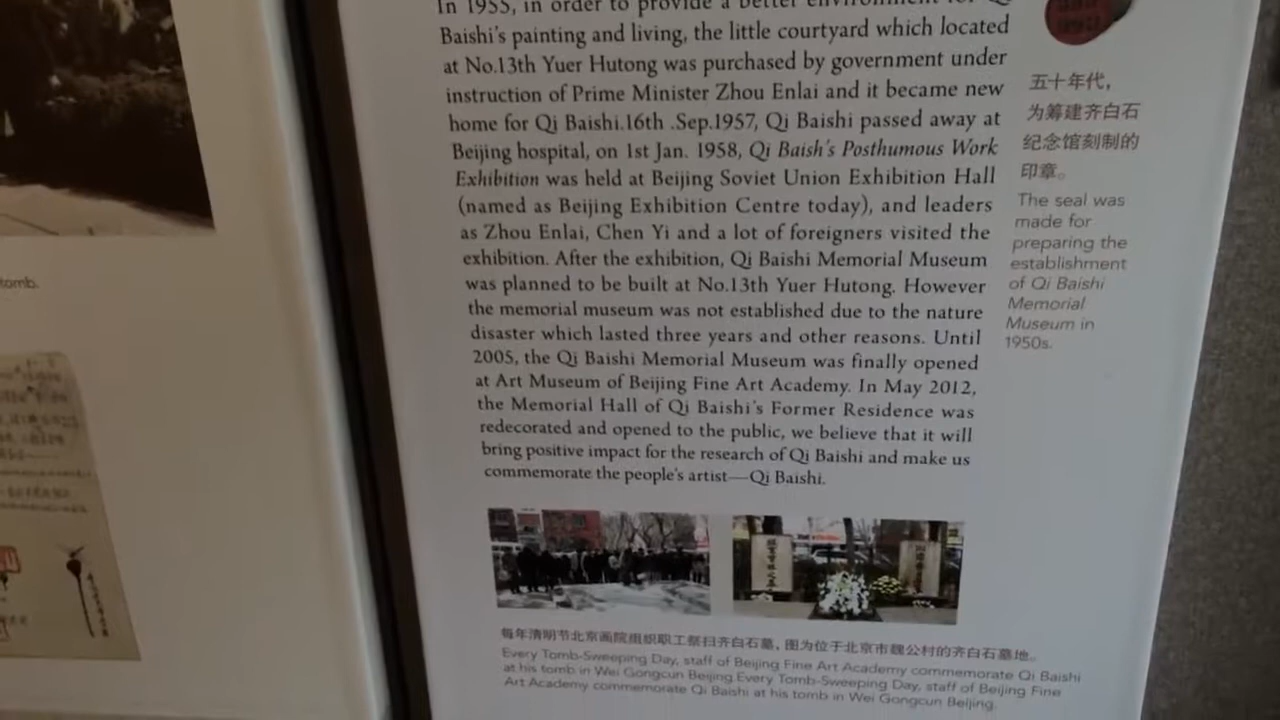 In 1955, in order to provide a better environment for Qi
Baishi's painting and living, the little courtyard which located
at No.13th Yuer Hutong was purchased by government under
instruction of Prime Minister Zhou Enlai and it became new
home for Qi Baishi.16th .Sep.1957, Qi Baishi passed away at
Beijing hospital, on 1st Jan. 1958, Qi Baish's Posthumous Work
Exhibition was held at Beijing Soviet Union Exhibition Hall
(named as Beijing Exhibition Centre today), and leaders
as Zhou Enlai, Chen Yi and a lot of foreigners visited the
exhibition. After the exhibition, Qi Baishi Memorial Museum
was planned to be built at No.13th Yuer Hutong. However
the memorial museum was not established due to the nature
disaster which lasted three years and other reasons. Until
2005, the Qi Baishi Memorial Museum was finally opened
at Art Museum of Beijing Fine Art Academy. In May 2012,
the Memorial Hall of Qi Baishi's Former Residence was
redecorated and opened to the public, we believe that it will
bring positive impact for the research of Qi Baishi and make us
commemorate the people's artist—Qi Baishi.
五十年代，
为筹建齐白石
纪念馆刻制的
印章。
The seal was
made for
preparing the
establishment
of Qi Baishi
Memorial
Museum in
1950s.
tomb.
每年清明节北京画院组织职工祭扫齐白石墓，图为位于北京市魏公村的齐白石墓地。
Every Tomb-Sweeping Day, staff of Beijing Fine Art Academy commemorate Qi Baishi
at his tomb in Wei Gongcun Beijing.Every Tomb-Sweeping Day, staff of Beijing Fine
Art Academy commemorate Qi Baishi at his tomb in Wei Gongcun Beijing.